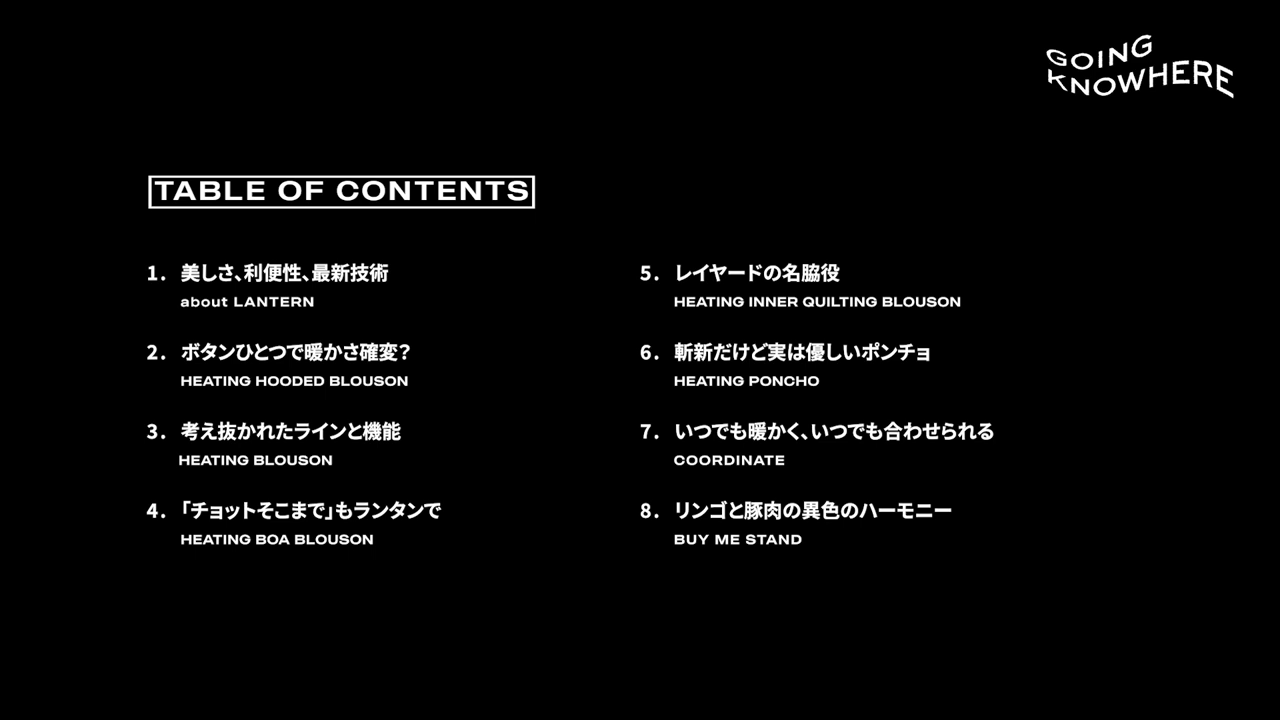 GOING
KNOWHERE
TABLE OF CONTENTS
1. 美しさ、利便性、最新技術
about LANTERN
2. ボタンひとつで暖かさ確変?
HEATING HOODED BLOUSON
3. 考え抜かれたラインと機能
HEATING BLOUSON
4. 「チョットそこまで」もランタンで
HEATING BOA BLOUSON
5. レイヤードの名脇役
HEATING INNER QUILTING BLOUSON
6. 斬新だけど実は優しいポンチョ
HEATING PONCHO
7. いつでも暖かく、いつでも合わせられる
COORDINATE
8. リンゴと豚肉の異色のハーモニー
BUY ME STAND